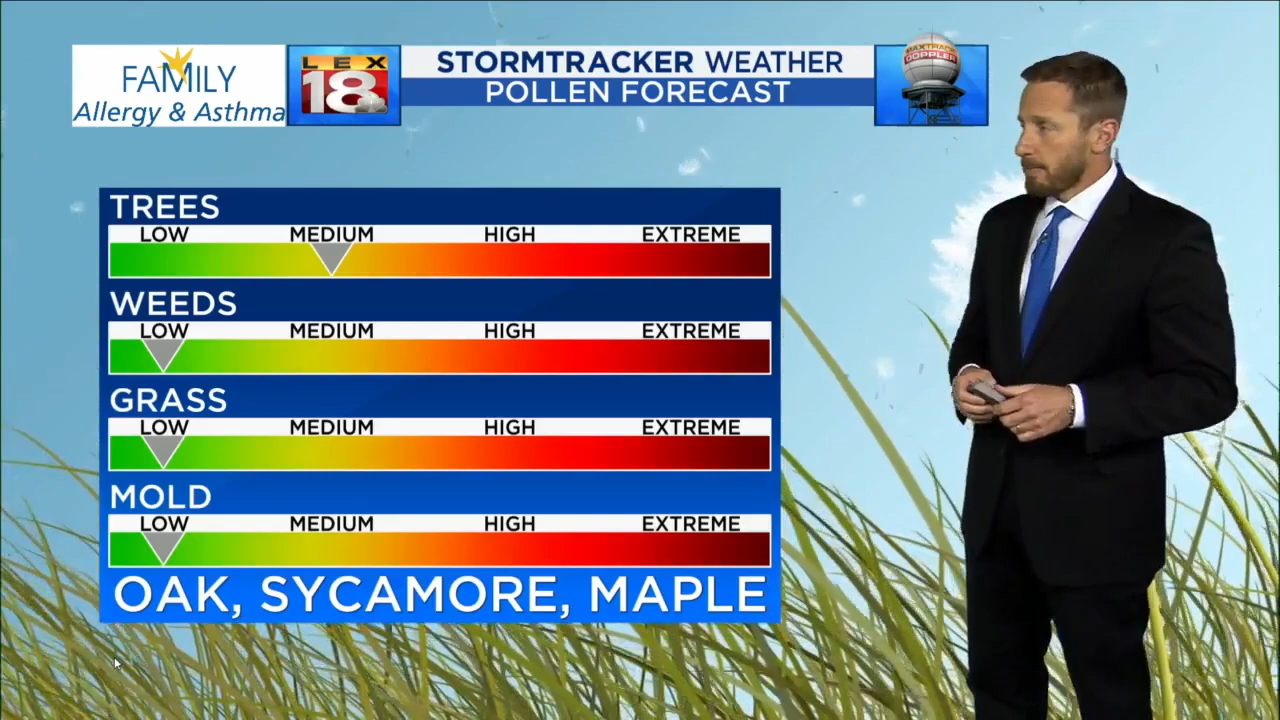 FAMILY
Allergy & Asthma
LEX
18
STORMTRACKER WEATHER
POLLEN FORECAST
MAXTRACK
DOPPLER
TREES
LOW MEDIUM HIGH EXTREME
WEEDS
LOW MEDIUM HIGH EXTREME
GRASS
LOW MEDIUM HIGH EXTREME
MOLD
LOW MEDIUM HIGH EXTREME
OAK, SYCAMORE, MAPLE